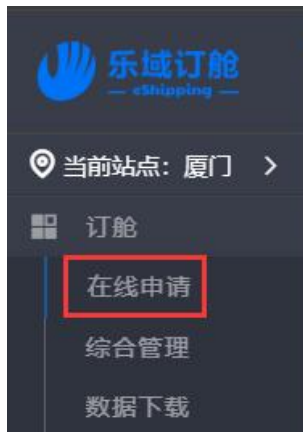 乐域订舱
eShipping
当前站点：厦门 >
订舱
在线申请
综合管理
数据下载